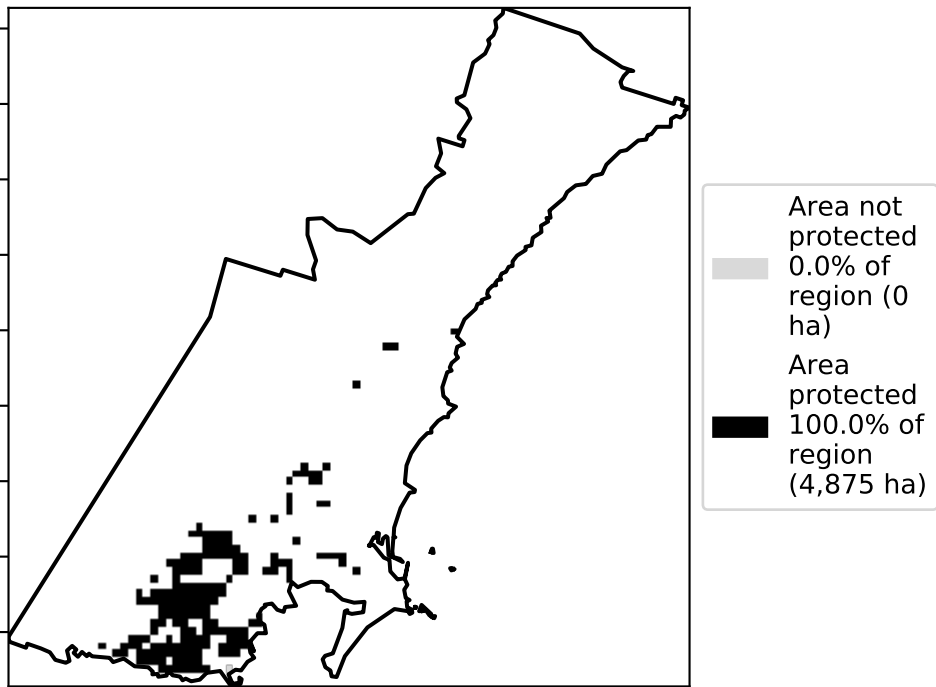 Area not
protected
0.0% of
region (0
ha)
Area
protected
100.0% of
region
(4,875 ha)